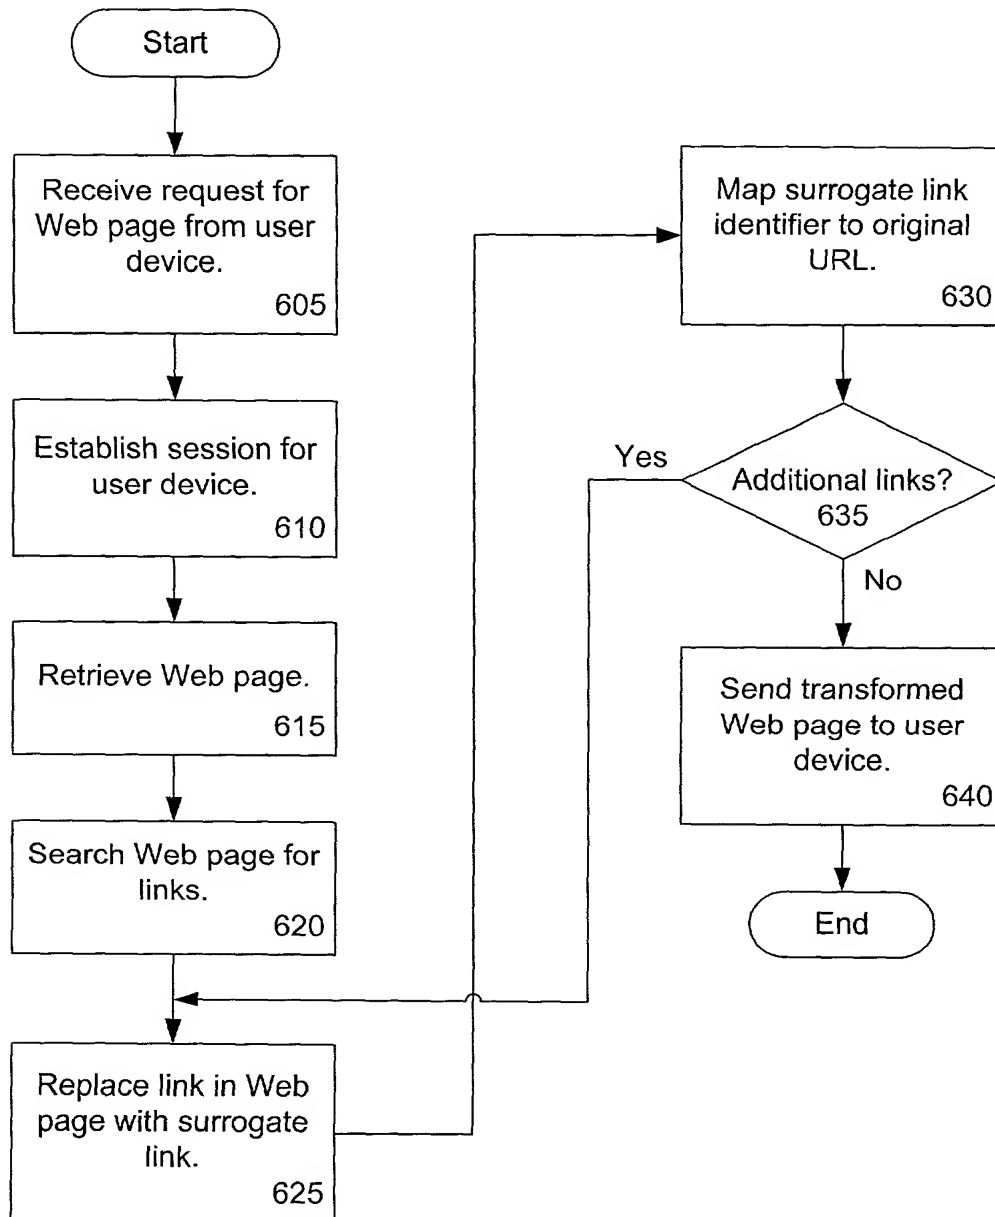 Start
Receive request for
Web page from user
device.
605
Establish session for
user device.
610
Retrieve Web page.
615
Search Web page for
links.
620
Replace link in Web
page with surrogate
link.
625
Map surrogate link
identifier to original
URL.
630
Yes
Additional links?
635
No
Send transformed
Web page to user
device.
640
End